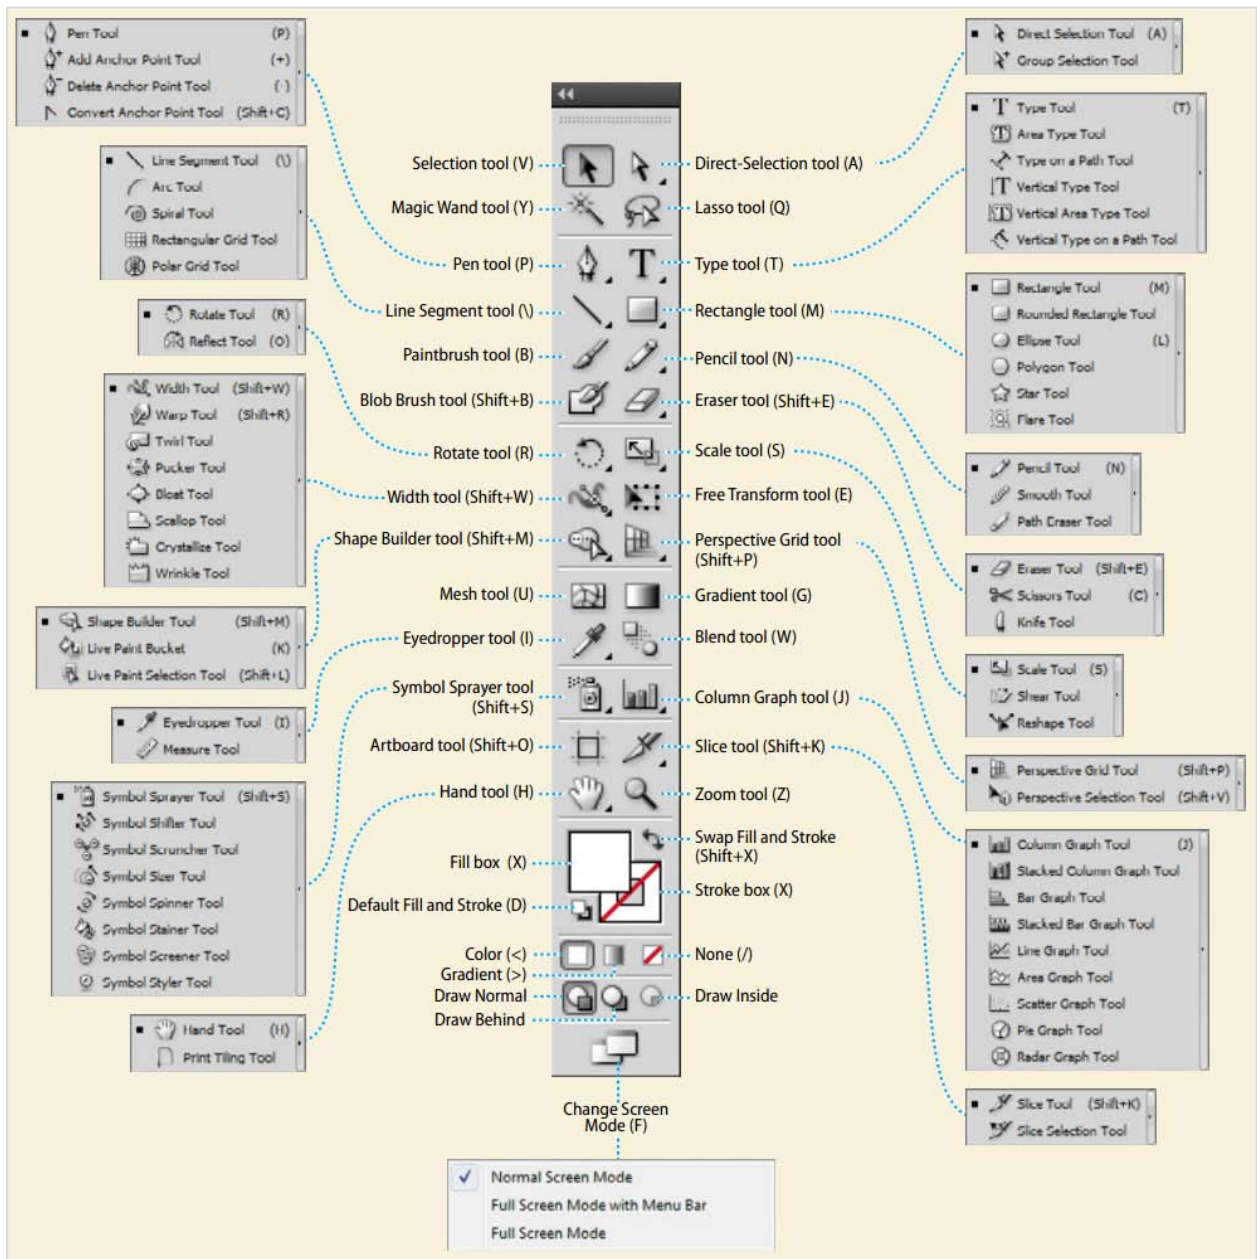 Pen Tool (P)
Add Anchor Point Tool (+)
Delete Anchor Point Tool (-)
Convert Anchor Point Tool (Shift+C)
Line Segment Tool (\)
Arc Tool
Spiral Tool
Rectangular Grid Tool
Polar Grid Tool
Rotate Tool (R)
Reflect Tool (O)
Width Tool (Shift+W)
Warp Tool (Shift+R)
Twirl Tool
Pucker Tool
Bloat Tool
Scallop Tool
Crystallize Tool
Wrinkle Tool
Shape Builder Tool (Shift+M)
Live Paint Bucket (K)
Live Paint Selection Tool (Shift+L)
Eyedropper Tool (I)
Measure Tool
Symbol Sprayer Tool (Shift+S)
Symbol Shifter Tool
Symbol Scruncher Tool
Symbol Sizer Tool
Symbol Spinner Tool
Symbol Stainer Tool
Symbol Screener Tool
Symbol Styler Tool
Hand Tool (H)
Print Tiling Tool
Selection tool (V)
Magic Wand tool (Y)
Pen tool (P)
Line Segment tool (\)
Paintbrush tool (B)
Blob Brush tool (Shift+B)
Rotate tool (R)
Width tool (Shift+W)
Shape Builder tool (Shift+M)
Mesh tool (U)
Eyedropper tool (I)
Symbol Sprayer tool
(Shift+S)
Artboard tool (Shift+O)
Hand tool (H)
Fill box (X)
Default Fill and Stroke (D)
Color (<)
Gradient (>)
Draw Normal
Draw Behind
Direct-Selection tool (A)
Lasso tool (Q)
Type tool (T)
Rectangle tool (M)
Pencil tool (N)
Eraser tool (Shift+E)
Scale tool (S)
Free Transform tool (E)
Perspective Grid tool
(Shift+P)
Gradient tool (G)
Blend tool (W)
Column Graph tool (J)
Slice tool (Shift+K)
Zoom tool (Z)
Swap Fill and Stroke
(Shift+X)
Stroke box (X)
None (/)
Draw Inside
Change Screen
Mode (F)
Normal Screen Mode
Full Screen Mode with Menu Bar
Full Screen Mode
Direct Selection Tool (A)
Group Selection Tool
Type Tool (T)
Area Type Tool
Type on a Path Tool
Vertical Type Tool
Vertical Area Type Tool
Vertical Type on a Path Tool
Rectangle Tool (M)
Rounded Rectangle Tool
Ellipse Tool (L)
Polygon Tool
Star Tool
Flare Tool
Pencil Tool (N)
Smooth Tool
Path Eraser Tool
Eraser Tool (Shift+E)
Scissors Tool (C)
Knife Tool
Scale Tool (S)
Shear Tool
Reshape Tool
Perspective Grid Tool (Shift+P)
Perspective Selection Tool (Shift+V)
Column Graph Tool (J)
Stacked Column Graph Tool
Bar Graph Tool
Stacked Bar Graph Tool
Line Graph Tool
Area Graph Tool
Scatter Graph Tool
Pie Graph Tool
Radar Graph Tool
Slice Tool (Shift+K)
Slice Selection Tool